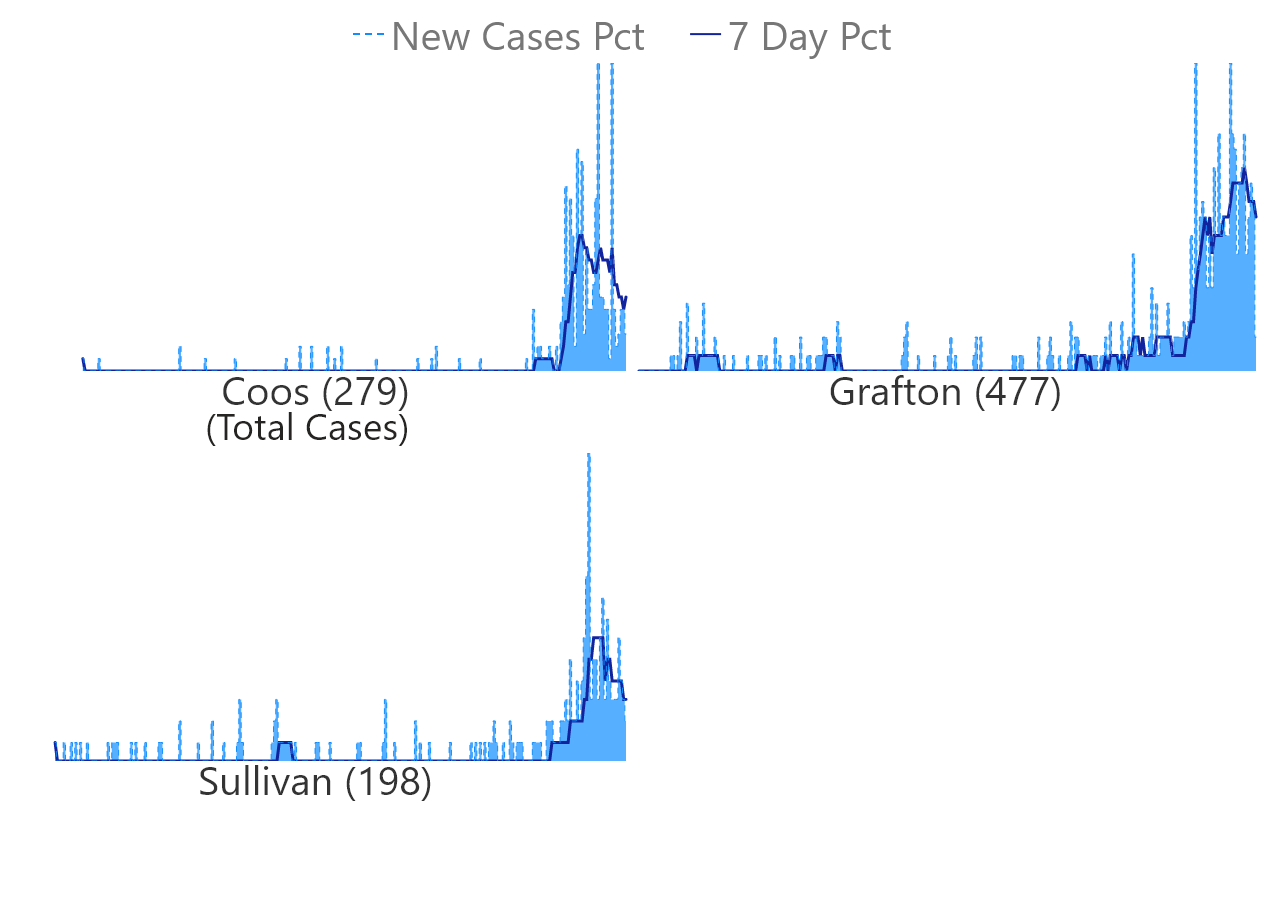 New Cases Pct 7 Day Pct
Coos (279)
(Total Cases)
Grafton (477)
Sullivan (198)